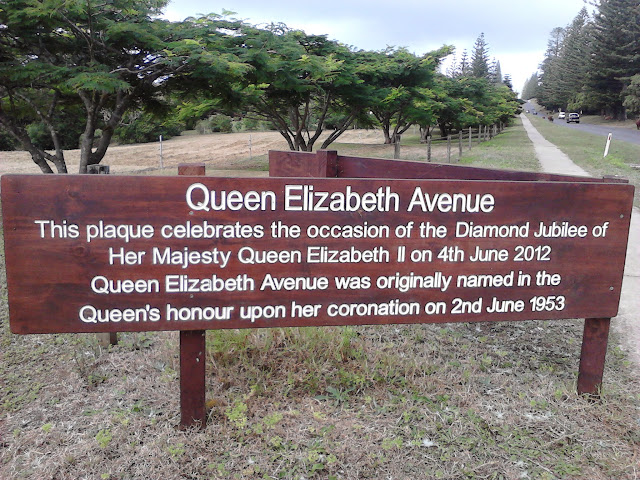 Queen Elizabeth Avenue
This plaque celebrates the occasion of the Diamond Jubilee of
Her Majesty Queen Elizabeth II on 4th June 2012
Queen Elizabeth Avenue was originally named in the
Queen's honour upon her coronation on 2nd June 1953